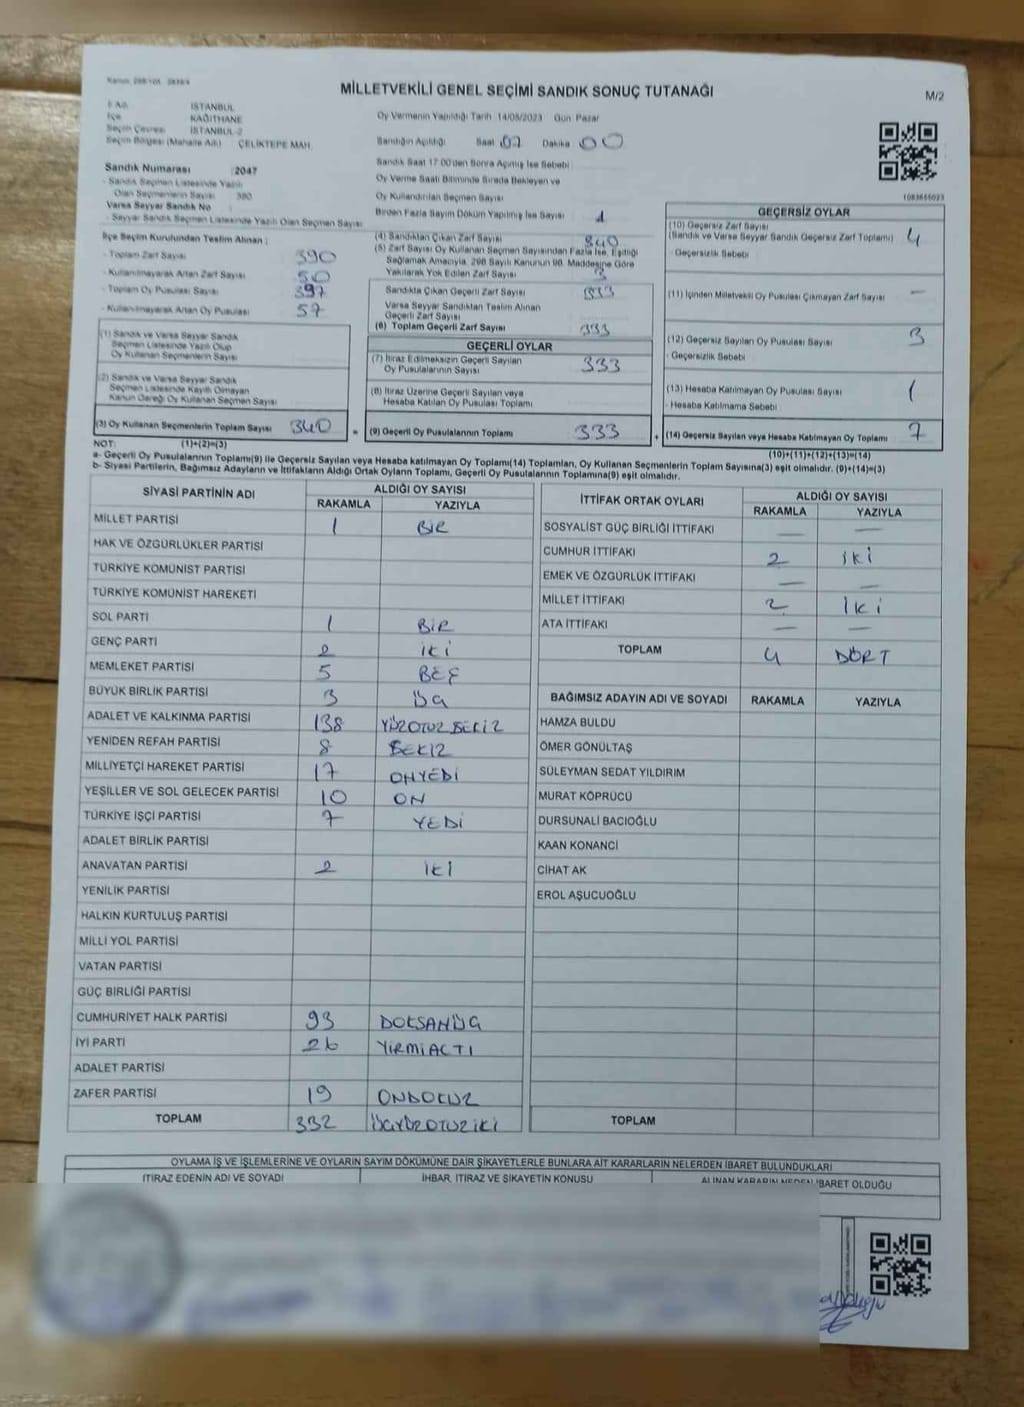 MİLLETVEKİLİ GENEL SEÇİMİ SANDIK SONUÇ TUTANAĞI
M/2
İl Adı İSTANBUL
İlçe KAĞITHANE
Seçim Çevresi İSTANBUL-2
Seçim Bölgesi (Mahalle Adı) ÇELİKTEPE MAH.
Oy Vermenin Yapıldığı Tarih 14/05/2023 Gün Pazar
Sandığın Açıldığı Saat 07 Dakika 00
Sandık Numarası : 2047
- Sandık Seçmen Listesinde Yazılı
Olan Seçmenlerin Sayısı 380
Varsa Seyyar Sandık No
- Seyyar Sandık Seçmen Listesinde Yazılı Olan Seçmen Sayısı
Sandık Saat 17.00'den Sonra Açılmış İse Sebebi
Oy Verme Saati Bitiminde Sırada Bekleyen ve
Oy Kullandırılan Seçmen Sayısı
Birden Fazla Sayım Döküm Yapılmış İse Sayısı 1
İlçe Seçim Kurulundan Teslim Alınan :
- Toplam Zarf Sayısı 390
- Kullanılmayarak Artan Zarf Sayısı 50
- Toplam Oy Pusulası Sayısı 397
- Kullanılmayarak Artan Oy Pusulası 57
(1) Sandık ve Varsa Seyyar Sandık
Seçmen Listesinde Yazılı Olup
Oy Kullanan Seçmenlerin Sayısı
(2) Sandık ve Varsa Seyyar Sandık
Seçmen Listesinde Kayıtlı Olmayan
Kanun Gereği Oy Kullanan Seçmen Sayısı
(3) Oy Kullanan Seçmenlerin Toplam Sayısı 340
(4) Sandıktan Çıkan Zarf Sayısı 340
(5) Zarf Sayısı Oy Kullanan Seçmen Sayısından Fazla İse, Eşitliği
Sağlamak Amacıyla, 298 Sayılı Kanunun 98. Maddesine Göre
Yakılarak Yok Edilen Zarf Sayısı
Sandıkta Çıkan Geçerli Zarf Sayısı 333
Varsa Seyyar Sandıktan Teslim Alınan
Geçerli Zarf Sayısı
(6) Toplam Geçerli Zarf Sayısı 333
GEÇERLİ OYLAR
(7) İtiraz Edilmeksizin Geçerli Sayılan
Oy Pusulalarının Sayısı 333
(8) İtiraz Üzerine Geçerli Sayılan veya
Hesaba Katılan Oy Pusulası Toplamı
= (9) Geçerli Oy Pusulalarının Toplamı 333
GEÇERSİZ OYLAR
(10) Geçersiz Zarf Sayısı
(Sandık ve Varsa Seyyar Sandık Geçersiz Zarf Toplamı) 4
- Geçersizlik Sebebi
(11) İçinden Milletvekili Oy Pusulası Çıkmayan Zarf Sayısı —
(12) Geçersiz Sayılan Oy Pusulası Sayısı 3
- Geçersizlik Sebebi
(13) Hesaba Katılmayan Oy Pusulası Sayısı 1
- Hesaba Katılmama Sebebi
+ (14) Geçersiz Sayılan veya Hesaba Katılmayan Oy Toplamı 7
NOT: (1)+(2)=(3) (10)+(11)+(12)+(13)=(14)
a- Geçerli Oy Pusulalarının Toplamı(9) ile Geçersiz Sayılan veya Hesaba katılmayan Oy Toplamı(14) Toplamları, Oy Kullanan Seçmenlerin Toplam Sayısına(3) eşit olmalıdır. (9)+(14)=(3)
b- Siyasi Partilerin, Bağımsız Adayların ve İttifakların Aldığı Ortak Oyların Toplamı, Geçerli Oy Pusulalarının Toplamına(9) eşit olmalıdır.
SİYASİ PARTİNİN ADI ALDIĞI OY SAYISI
RAKAMLA YAZIYLA
MİLLET PARTİSİ 1 BİR
HAK VE ÖZGÜRLÜKLER PARTİSİ
TÜRKİYE KOMÜNİST PARTİSİ
TÜRKİYE KOMÜNİST HAREKETİ
SOL PARTİ 1 BİR
GENÇ PARTİ 2 İKİ
MEMLEKET PARTİSİ 5 BEŞ
BÜYÜK BİRLİK PARTİSİ 3 ÜÇ
ADALET VE KALKINMA PARTİSİ 138 YÜZOTUZ SEKİZ
YENİDEN REFAH PARTİSİ 8 SEKİZ
MİLLİYETÇİ HAREKET PARTİSİ 17 ONYEDİ
YEŞİLLER VE SOL GELECEK PARTİSİ 10 ON
TÜRKİYE İŞÇİ PARTİSİ 7 YEDİ
ADALET BİRLİK PARTİSİ
ANAVATAN PARTİSİ 2 İKİ
YENİLİK PARTİSİ
HALKIN KURTULUŞ PARTİSİ
MİLLİ YOL PARTİSİ
VATAN PARTİSİ
GÜÇ BİRLİĞİ PARTİSİ
CUMHURİYET HALK PARTİSİ 93 DOKSANÜÇ
İYİ PARTİ 26 YİRMİALTI
ADALET PARTİSİ
ZAFER PARTİSİ 19 ONDOKUZ
TOPLAM 332 ÜÇYÜZOTUZİKİ
İTTİFAK ORTAK OYLARI ALDIĞI OY SAYISI
RAKAMLA YAZIYLA
SOSYALİST GÜÇ BİRLİĞİ İTTİFAKI — —
CUMHUR İTTİFAKI 2 İKİ
EMEK VE ÖZGÜRLÜK İTTİFAKI — —
MİLLET İTTİFAKI 2 İKİ
ATA İTTİFAKI — —
TOPLAM 4 DÖRT
BAĞIMSIZ ADAYIN ADI VE SOYADI RAKAMLA YAZIYLA
HAMZA BULDU
ÖMER GÖNÜLTAŞ
SÜLEYMAN SEDAT YILDIRIM
MURAT KÖPRÜCÜ
DURSUNALİ BACIOĞLU
KAAN KONANCİ
CİHAT AK
EROL AŞUCUOĞLU
TOPLAM
OYLAMA İŞ VE İŞLEMLERİNE VE OYLARIN SAYIM DÖKÜMÜNE DAİR ŞİKAYETLERLE BUNLARA AİT KARARLARIN NELERDEN İBARET BULUNDUKLARI
İTİRAZ EDENİN ADI VE SOYADI İHBAR, İTİRAZ VE ŞİKAYETİN KONUSU ALINAN KARARIN NEDEN İBARET OLDUĞU